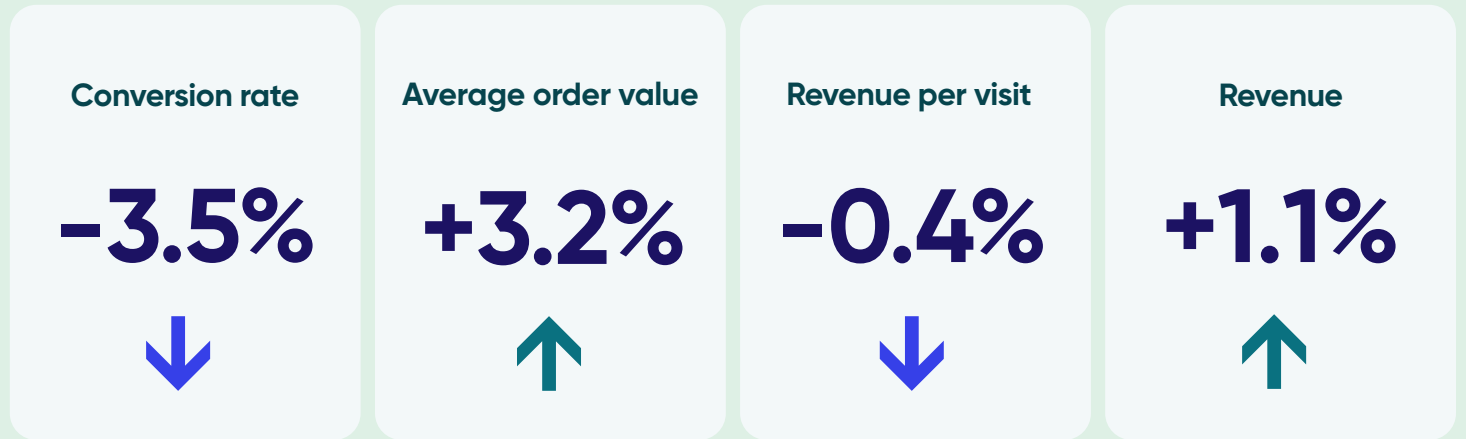 Conversion rate
-3.5%
Average order value
+3.2%
Revenue per visit
-0.4%
Revenue
+1.1%